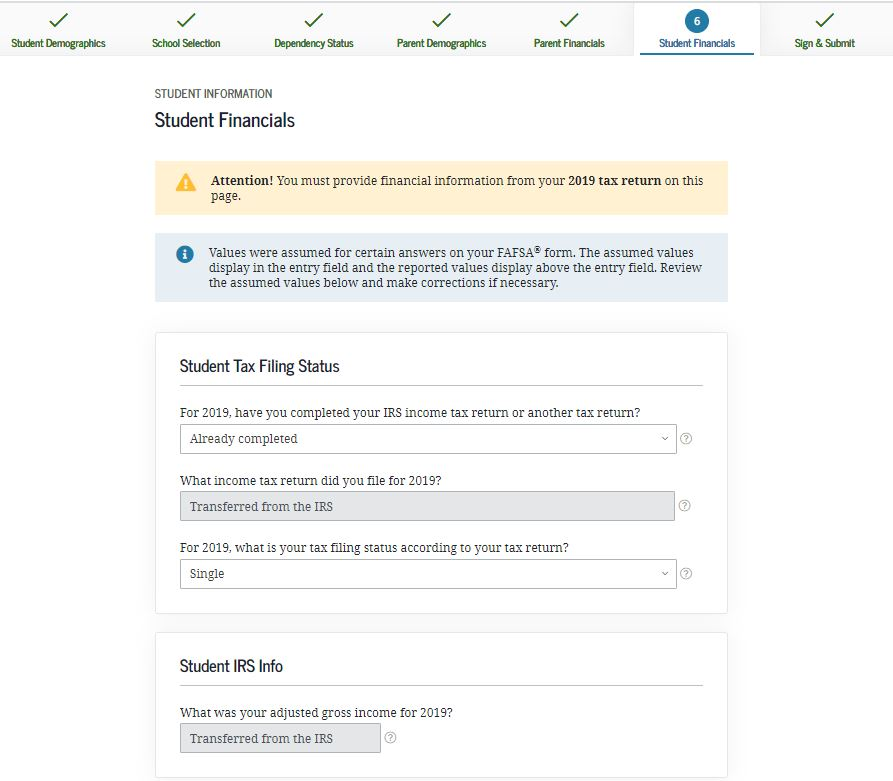 6
Student Demographics
School Selection
Dependency Status
Parent Demographics
Parent Financials
Student Financials
Sign & Submit
STUDENT INFORMATION
Student Financials
Attention! You must provide financial information from your 2019 tax return on this
page.
Values were assumed for certain answers on your FAFSA® form. The assumed values
display in the entry field and the reported values display above the entry field. Review
the assumed values below and make corrections if necessary.
Student Tax Filing Status
For 2019, have you completed your IRS income tax return or another tax return?
Already completed
What income tax return did you file for 2019?
Transferred from the IRS
For 2019, what is your tax filing status according to your tax return?
Single
Student IRS Info
What was your adjusted gross income for 2019?
Transferred from the IRS